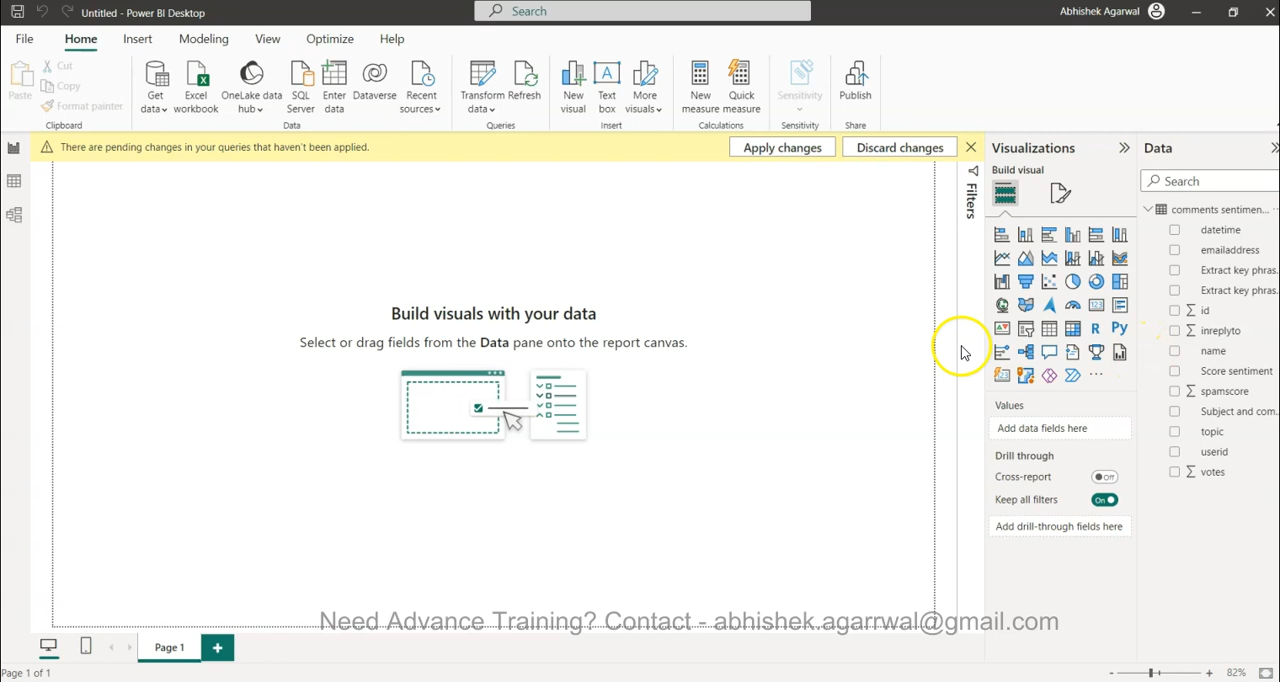 Untitled - Power BI Desktop
Search
Abhishek Agarwal
File
Home
Insert
Modeling
View
Optimize
Help
Paste
Cut
Copy
Format painter
Clipboard
Get
data
Excel
workbook
OneLake data
hub
SQL
Server
Enter
data
Dataverse
Recent
sources
Data
Transform
data
Refresh
Queries
New
visual
Text
box
More
visuals
Insert
New
measure
Quick
measure
Calculations
Sensitivity
Sensitivity
Publish
Share
There are pending changes in your queries that haven't been applied.
Apply changes
Discard changes
Filters
Build visuals with your data
Select or drag fields from the Data pane onto the report canvas.
Visualizations
Build visual
Values
Add data fields here
Drill through
Cross-report
Off
Keep all filters
On
Add drill-through fields here
Data
Search
comments sentimen...
datetime
emailaddress
Extract key phras...
Extract key phras...
id
inreplyto
name
Score sentiment
spamscore
Subject and com...
topic
userid
votes
Need Advance Training? Contact - abhishek.agarrwal@gmail.com
Page 1
Page 1 of 1
82%